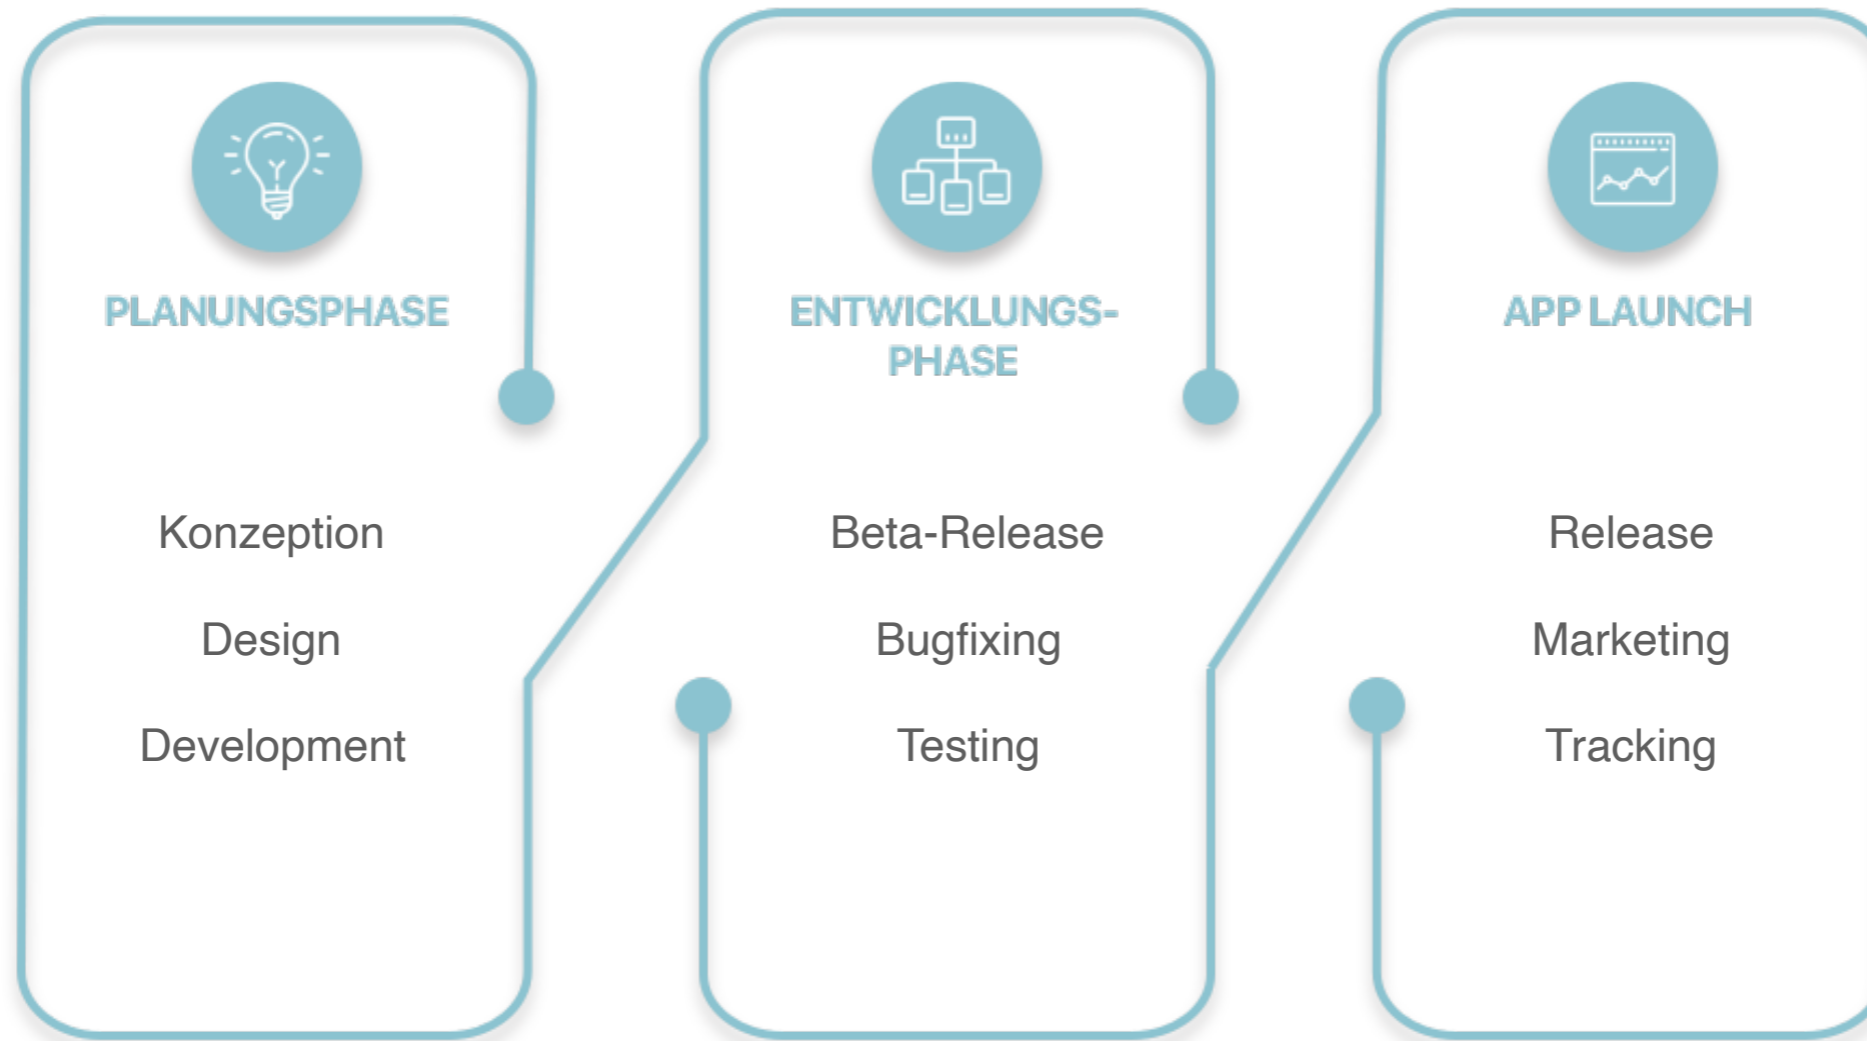 PLANUNGSPHASE
Konzeption
Design
Development
ENTWICKLUNGS-
PHASE
Beta-Release
Bugfixing
Testing
APP LAUNCH
Release
Marketing
Tracking